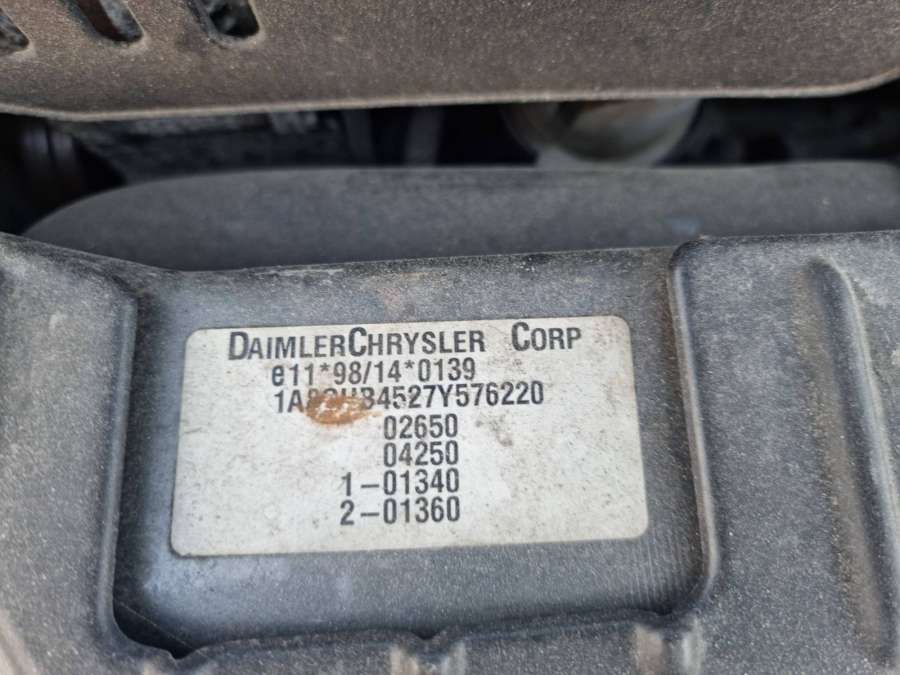 DAIMLERCHRYSLER CORP
e11*98/14*0139
02650
04250
1-01340
2-01360